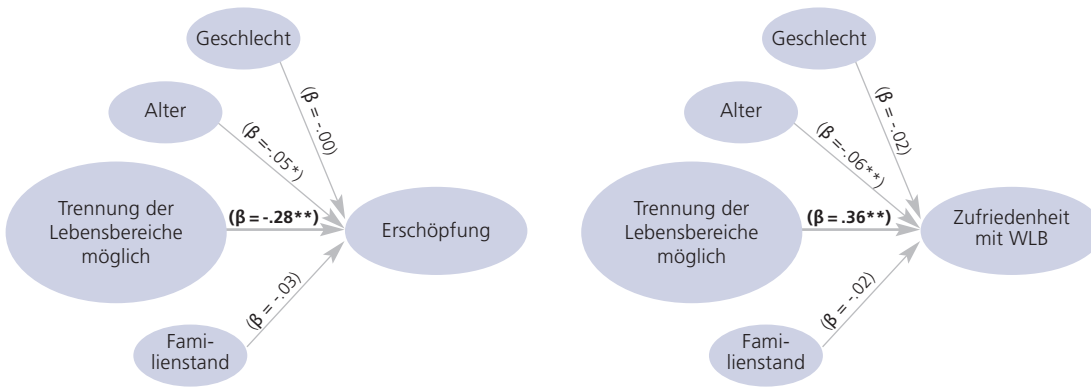 Geschlecht
(β = -.00)
Alter
(β =-.05*)
Trennung der
Lebensbereiche
möglich
(β = -.28**)
Erschöpfung
(β = -.03)
Fami-
lienstand
Geschlecht
(β = -.02)
Alter
(β =-.06**)
Trennung der
Lebensbereiche
möglich
(β = .36**)
Zufriedenheit
mit WLB
(β = -.02)
Fami-
lienstand